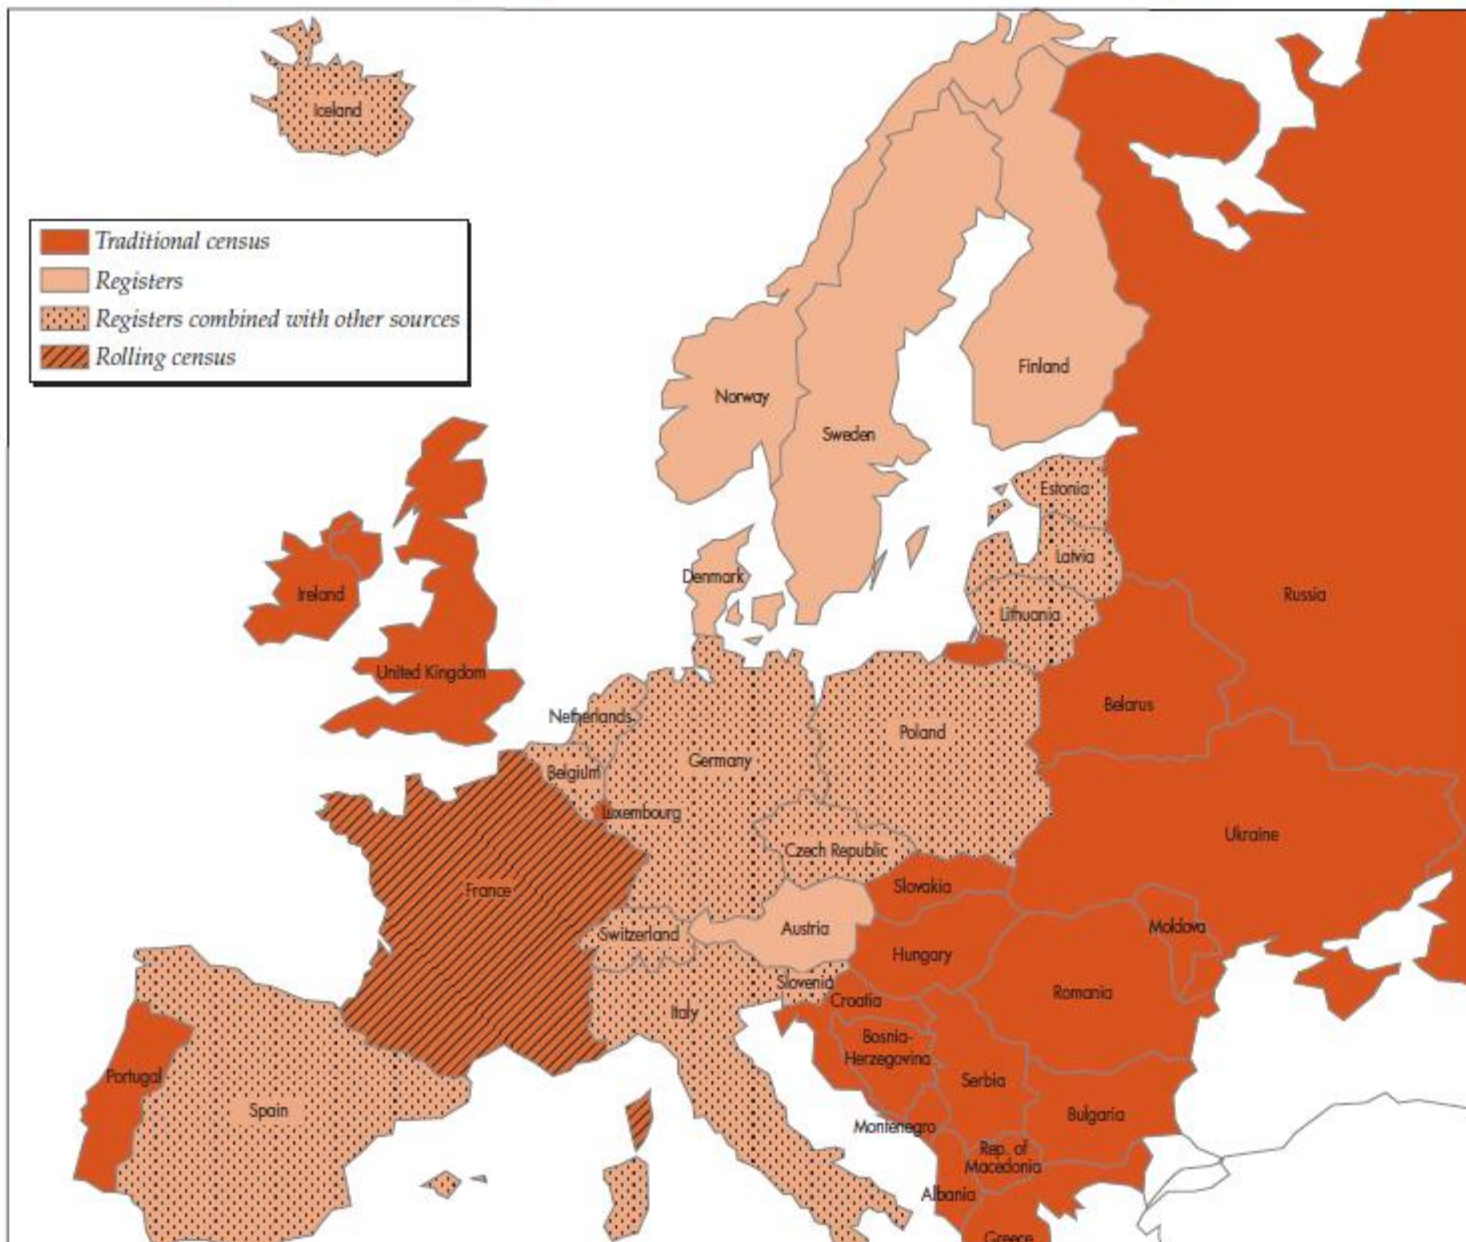 Iceland
Traditional census
Registers
Registers combined with other sources
Rolling census
Finland
Norway
Sweden
Estonia
Latvia
Denmark
Ireland
Russia
Lithuania
United Kingdom
Belarus
Netherlands
Poland
Germany
Belgium
Luxembourg
Ukraine
Czech Republic
Slovakia
France
Moldova
Austria
Switzerland
Hungary
Slovenia
Romania
Croatia
Italy
Bosnia-
Herzegovina
Portugal
Serbia
Spain
Bulgaria
Montenegro
Rep. of
Macedonia
Albania
Greece